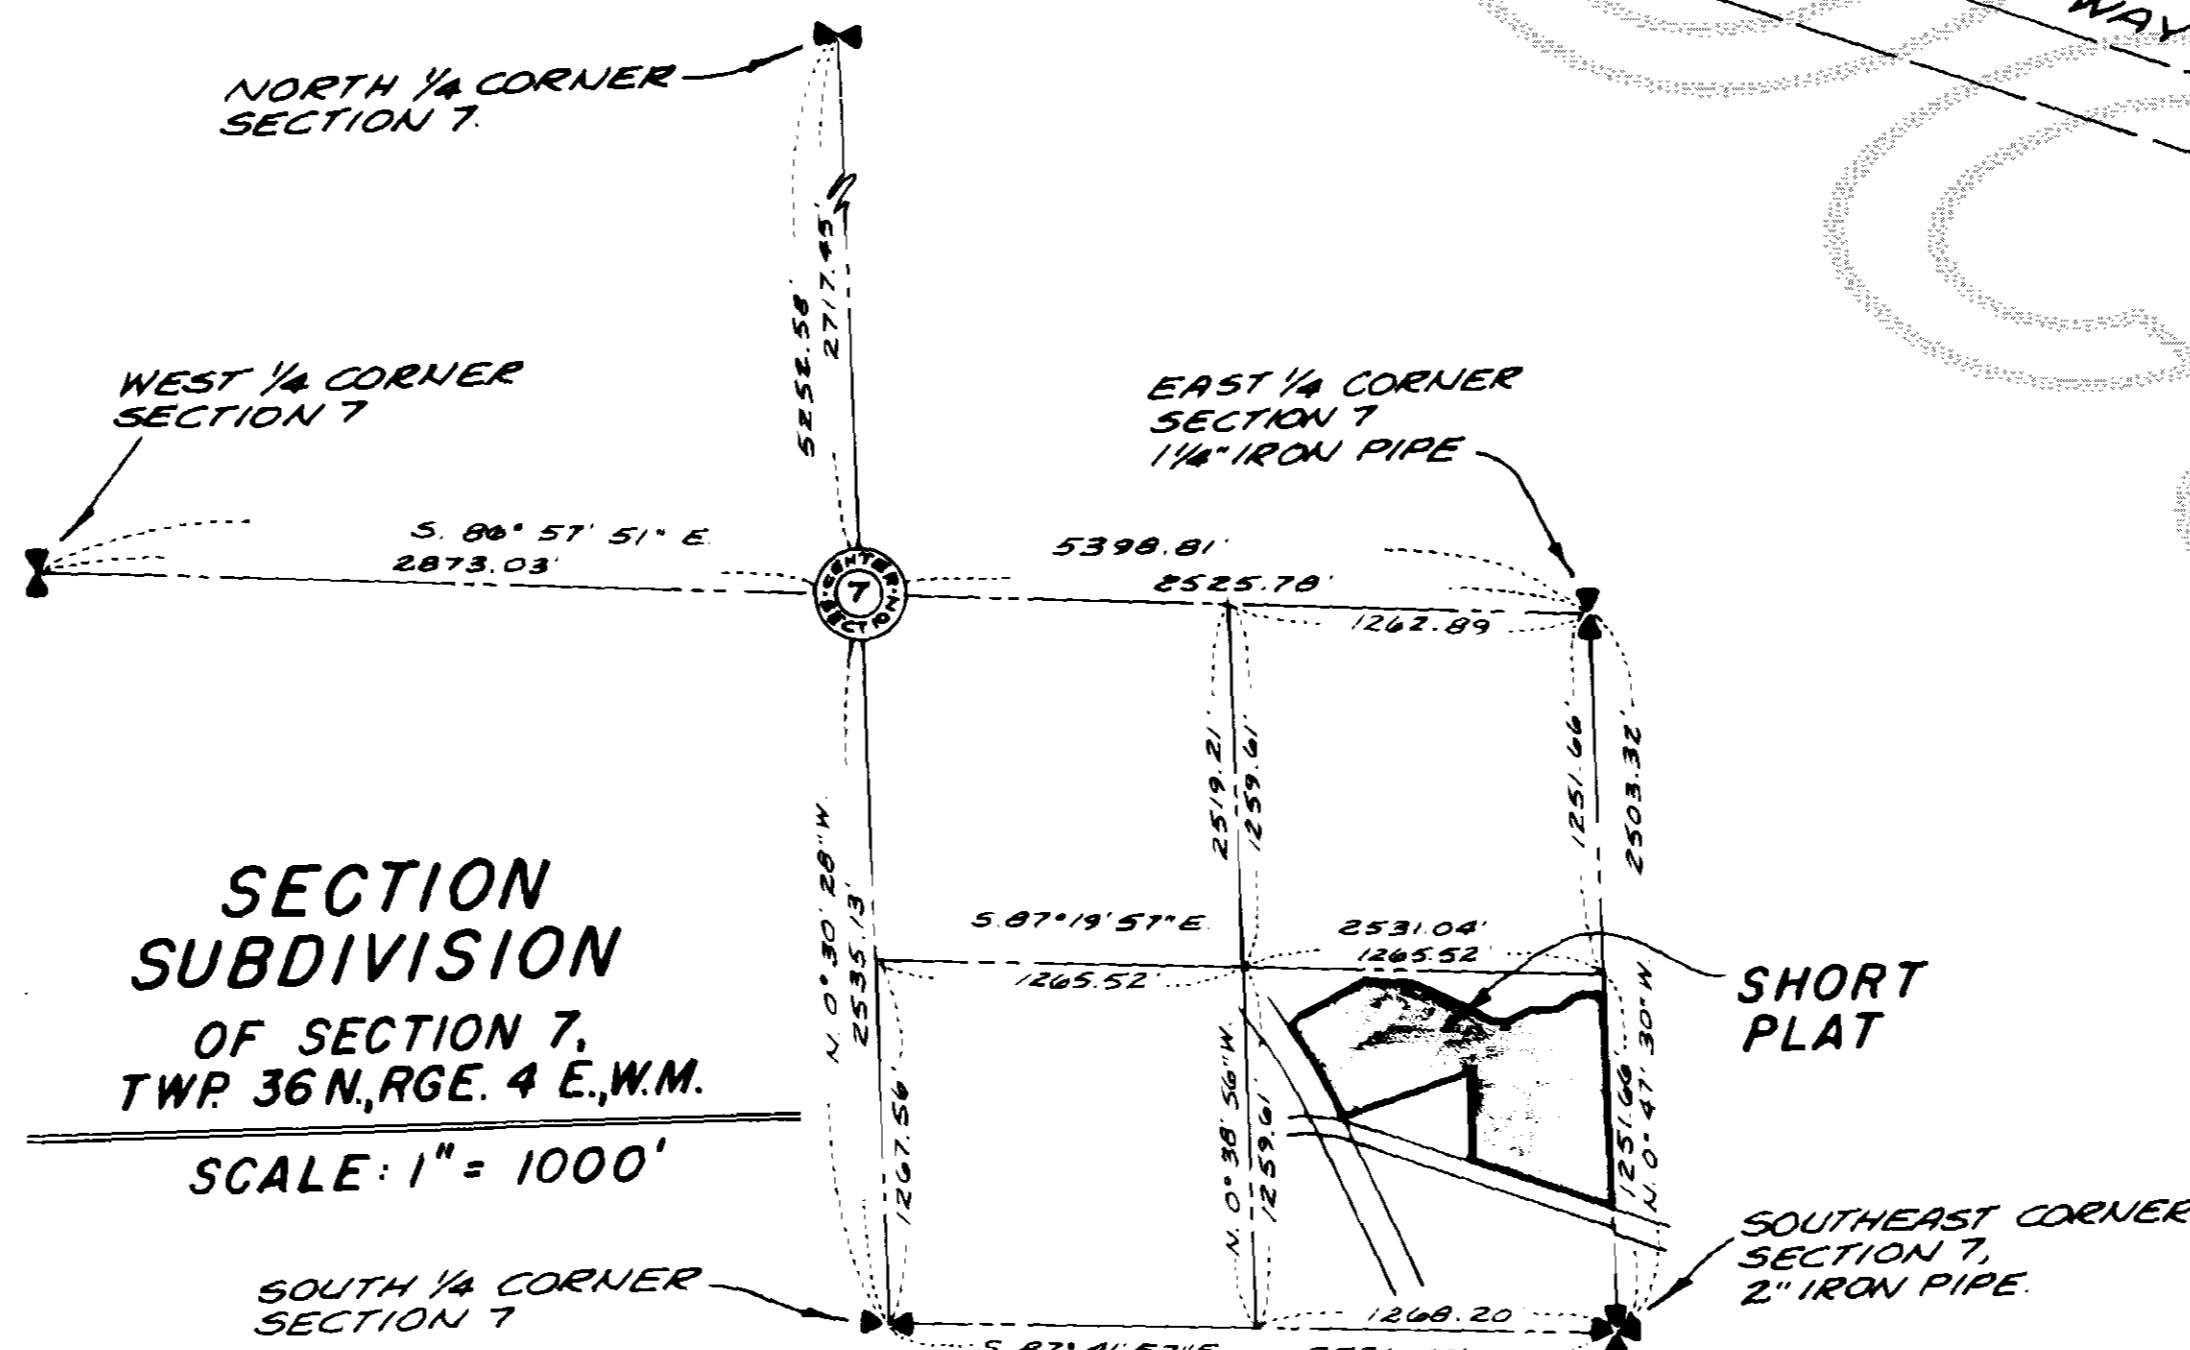 WAY
NORTH 1/4 CORNER
SECTION 7.
5252.58'
2717.45'
WEST 1/4 CORNER
SECTION 7
EAST 1/4 CORNER
SECTION 7
1 1/4" IRON PIPE
S. 86° 57' 51" E.
2873.03'
CENTER
7
SECTION
5398.81'
2525.78'
1262.89
2519.21'
1259.61'
1251.66'
2503.32'
N. 0° 30' 28" W.
2535.13'
S. 87° 19' 57" E.
1265.52'
2531.04'
1265.52'
SECTION
SUBDIVISION
OF SECTION 7,
TWP. 36 N., RGE. 4 E., W.M.
SCALE: 1" = 1000'
SHORT
PLAT
1267.56'
N. 0° 38' 56" W.
1259.61
1251.66'
N. 0° 47' 30" W.
SOUTH 1/4 CORNER
SECTION 7
1268.20
SOUTHEAST CORNER
SECTION 7,
2" IRON PIPE.